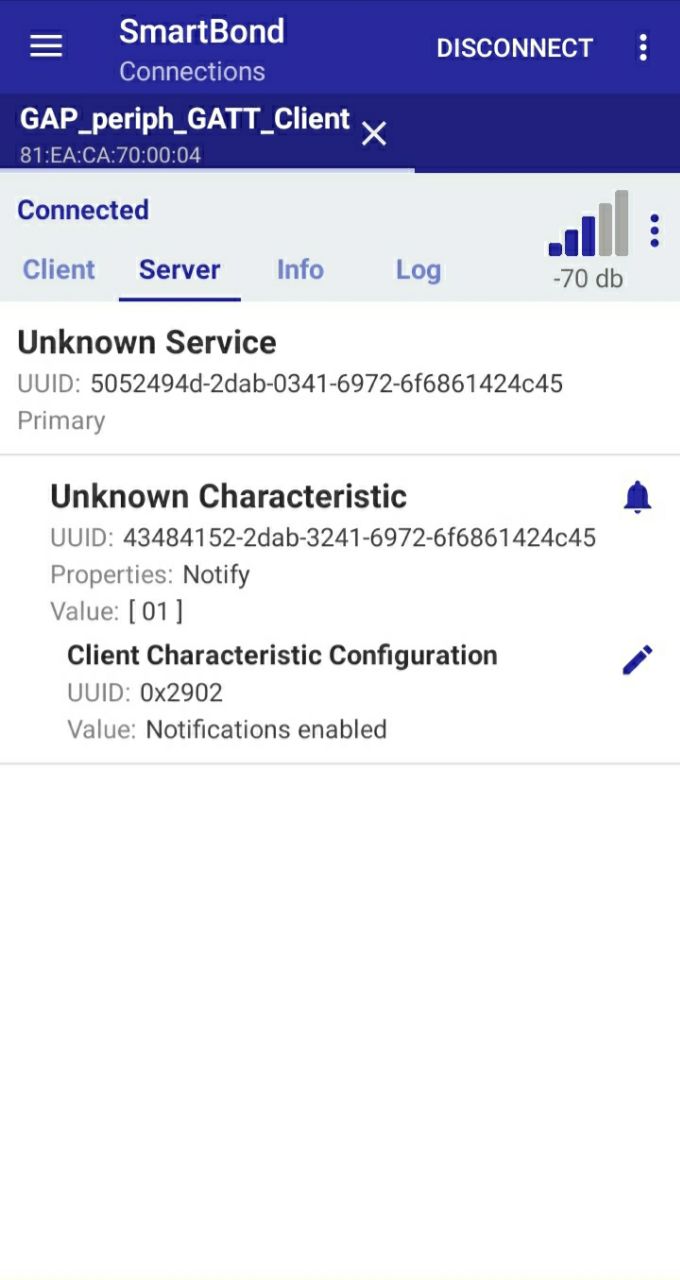 SmartBond
Connections
DISCONNECT
GAP_periph_GATT_Client
81:EA:CA:70:00:04
Connected
Client Server Info Log
-70 db
Unknown Service
UUID: 5052494d-2dab-0341-6972-6f6861424c45
Primary
Unknown Characteristic
UUID: 43484152-2dab-3241-6972-6f6861424c45
Properties: Notify
Value: [ 01 ]
Client Characteristic Configuration
UUID: 0x2902
Value: Notifications enabled